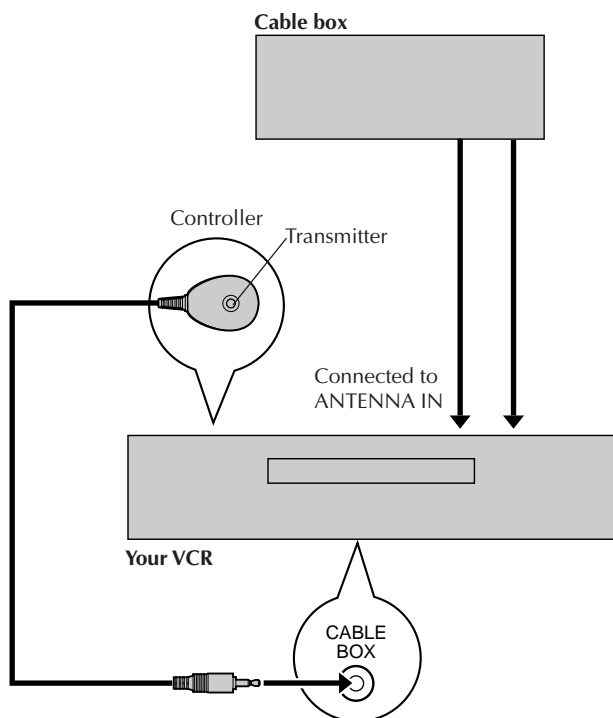 Cable box
Controller
Transmitter
Connected to
ANTENNA IN
Your VCR
CABLE
BOX